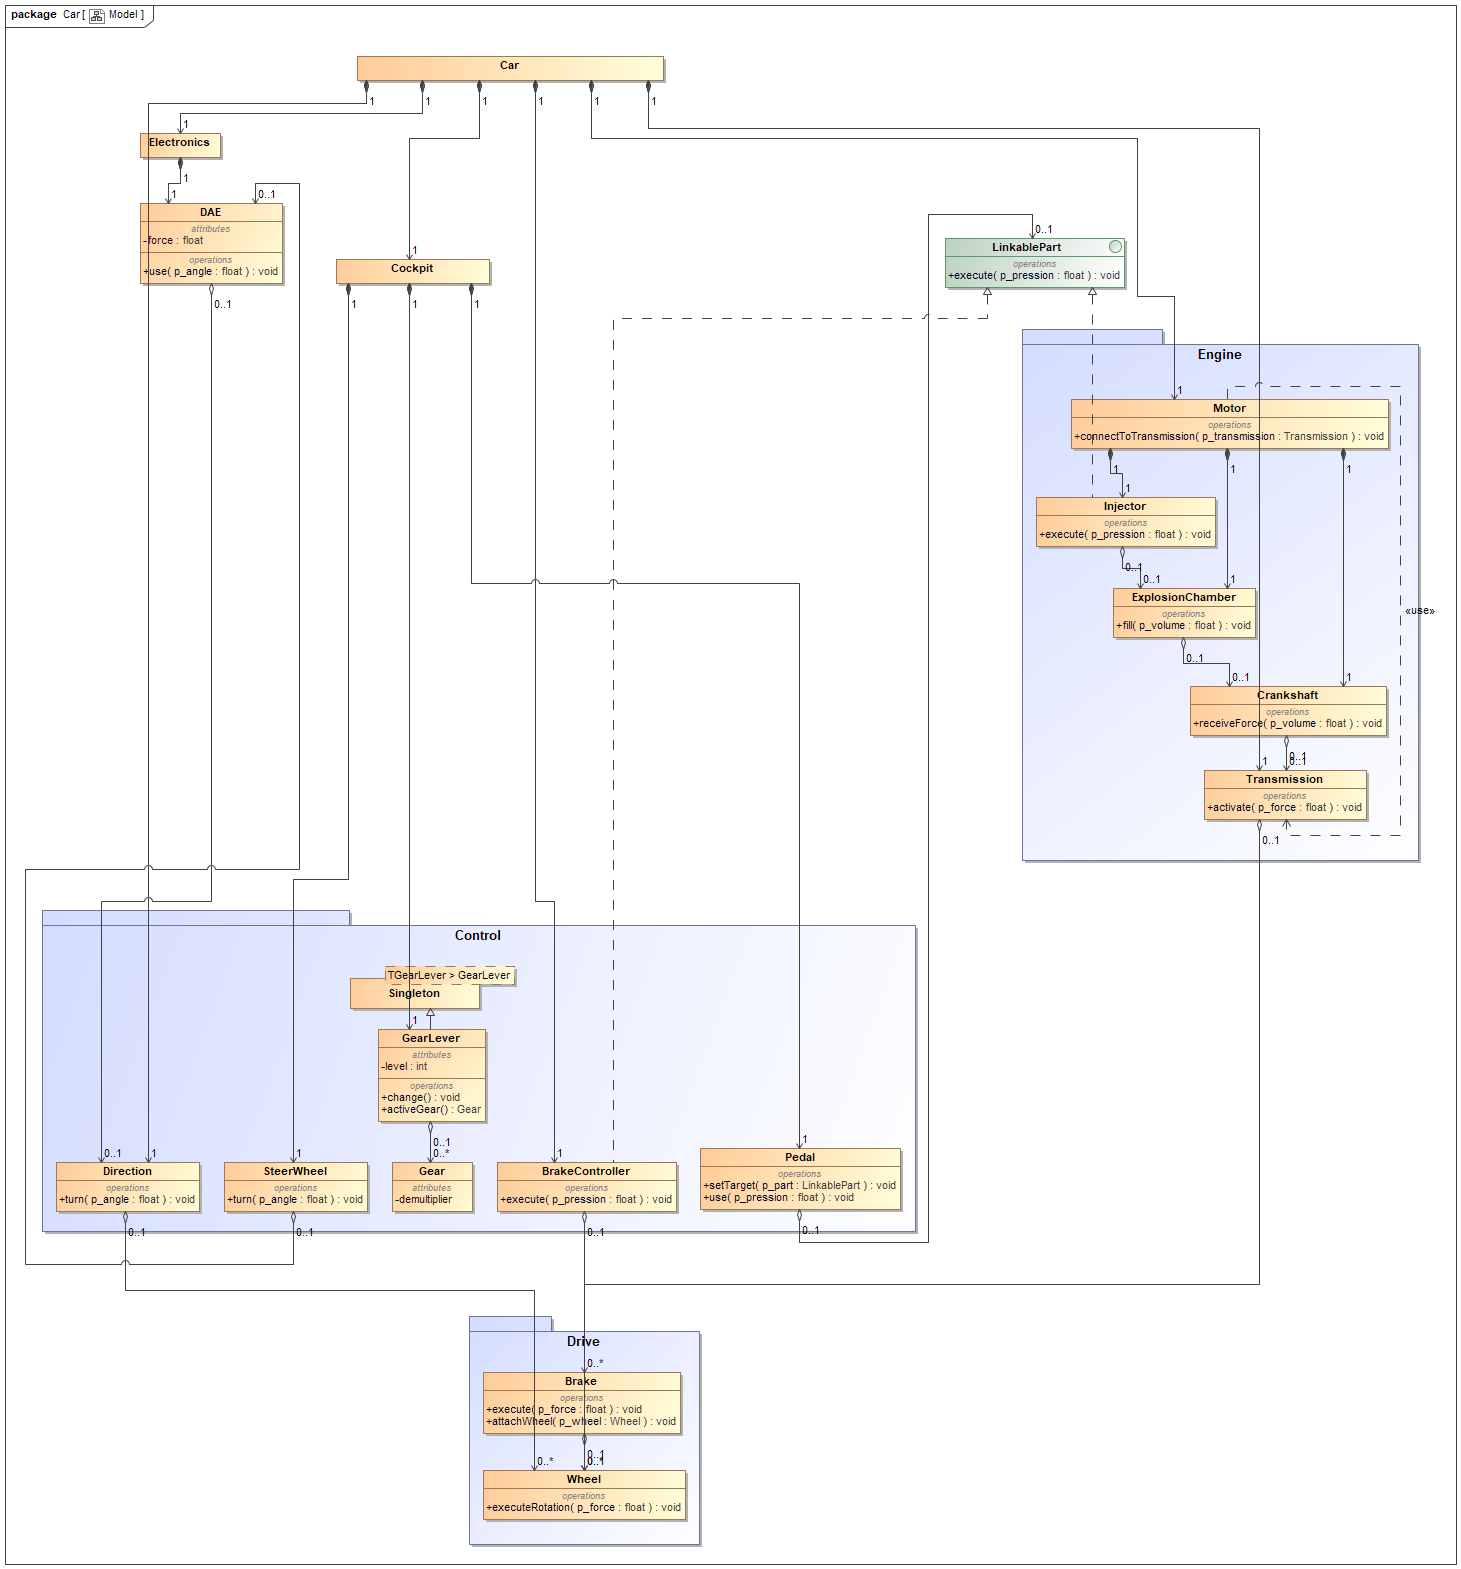 package Car [ Model ]
Car
1 1 1 1 1 1
1
Electronics
1
1
0..1
DAE
attributes
-force : float
operations
+use( p_angle : float ) : void
0..1
1
Cockpit
1 1 1
0..1
LinkablePart
operations
+execute( p_pression : float ) : void
Engine
1
Motor
operations
+connectToTransmission( p_transmission : Transmission ) : void
1 1 1
1
Injector
operations
+execute( p_pression : float ) : void
0..1
0..1
1
ExplosionChamber
operations
+fill( p_volume : float ) : void
«use»
0..1
0..1
1
Crankshaft
operations
+receiveForce( p_volume : float ) : void
0..1
0..1
1
Transmission
operations
+activate( p_force : float ) : void
0..1
Control
TGearLever > GearLever
Singleton
1
GearLever
attributes
-level : int
operations
+change() : void
+activeGear() : Gear
0..1
0..*
0..1
1
Direction
operations
+turn( p_angle : float ) : void
0..1
1
SteerWheel
operations
+turn( p_angle : float ) : void
0..1
Gear
attributes
-demultiplier
1
BrakeController
operations
+execute( p_pression : float ) : void
0..1
1
Pedal
operations
+setTarget( p_part : LinkablePart ) : void
+use( p_pression : float ) : void
0..1
Drive
0..*
Brake
operations
+execute( p_force : float ) : void
+attachWheel( p_wheel : Wheel ) : void
0..1
0..*
Wheel
operations
+executeRotation( p_force : float ) : void